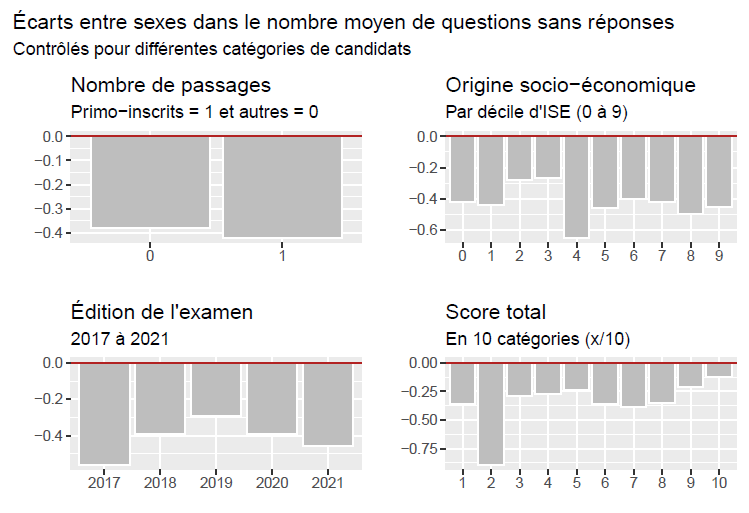 Écarts entre sexes dans le nombre moyen de questions sans réponses
Contrôlés pour différentes catégories de candidats
Nombre de passages
Primo−inscrits = 1 et autres = 0
0.0
−0.1
−0.2
−0.3
−0.4
0 1
Origine socio−économique
Par décile d'ISE (0 à 9)
0.0
−0.2
−0.4
−0.6
0 1 2 3 4 5 6 7 8 9
Édition de l'examen
2017 à 2021
0.0
−0.2
−0.4
2017 2018 2019 2020 2021
Score total
En 10 catégories (x/10)
0.00
−0.25
−0.50
−0.75
1 2 3 4 5 6 7 8 9 10